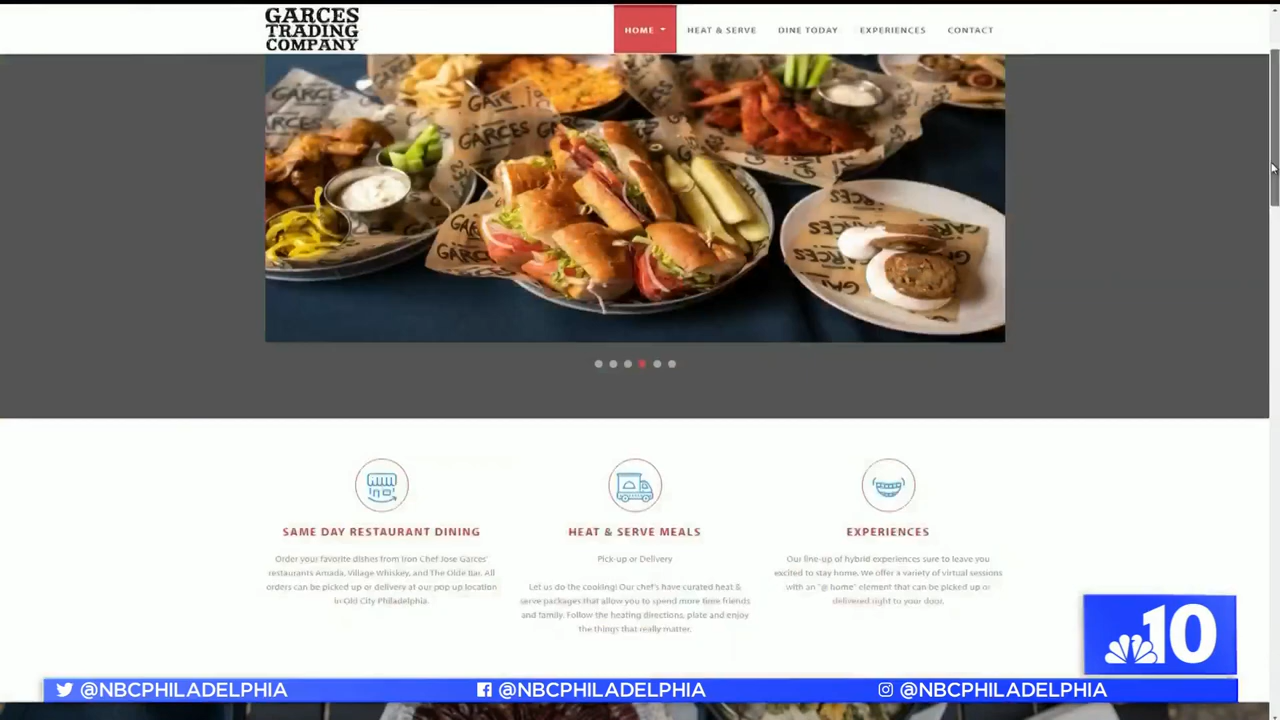 GARCES
TRADING
COMPANY
HOME
HEAT & SERVE
DINE TODAY
EXPERIENCES
CONTACT
GARCES
GARCES
GARCES
SAME DAY RESTAURANT DINING
Order your favorite dishes from Iron Chef Jose Garces'
restaurants Amada, Village Whiskey, and The Olde Bar. All
orders can be picked up or delivery at our pop up location
in Old City Philadelphia.
HEAT & SERVE MEALS
Pick-up or Delivery
Let us do the cooking! Our chef's have curated heat &
serve packages that allow you to spend more time friends
and family. Follow the heating directions, plate and enjoy
the things that really matter.
EXPERIENCES
Our line-up of hybrid experiences sure to leave you
excited to stay home. We offer a variety of virtual sessions
with an "@ home" element that can be picked up or
delivered right to your door.
10
@NBCPHILADELPHIA
@NBCPHILADELPHIA
@NBCPHILADELPHIA